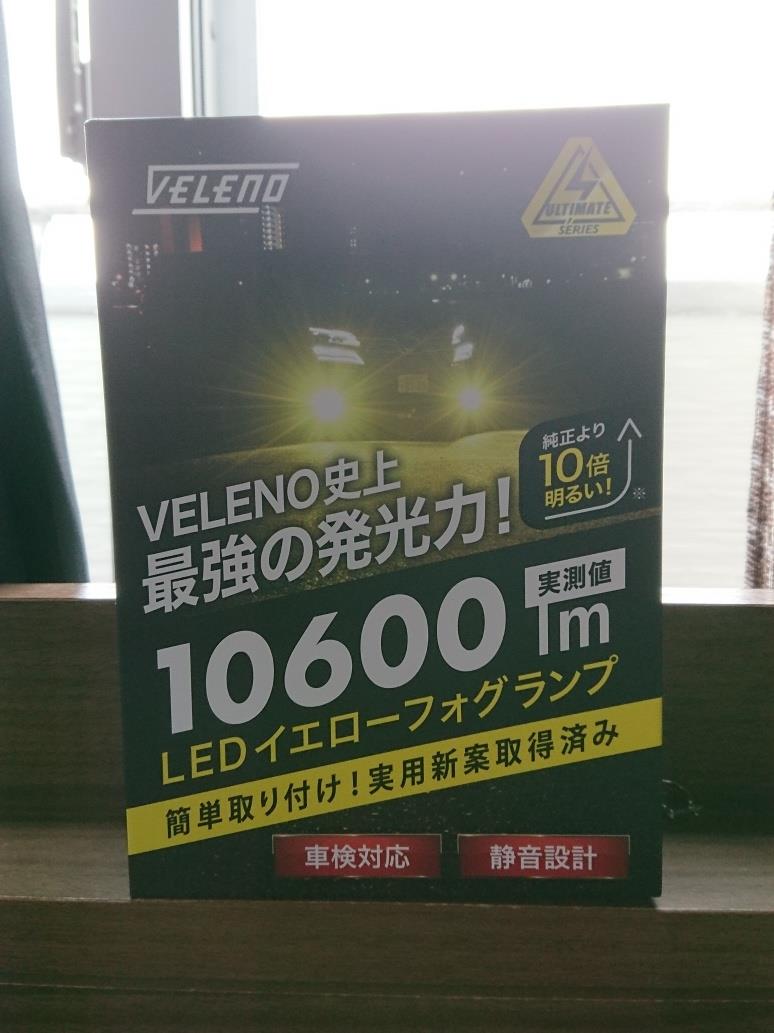 VELENO
ULTIMATE
SERIES
純正より
10倍
明るい!
※
VELENO史上
最強の発光力!
10600 lm
実測値
LEDイエローフォグランプ
簡単取り付け!実用新案取得済み
車検対応
静音設計